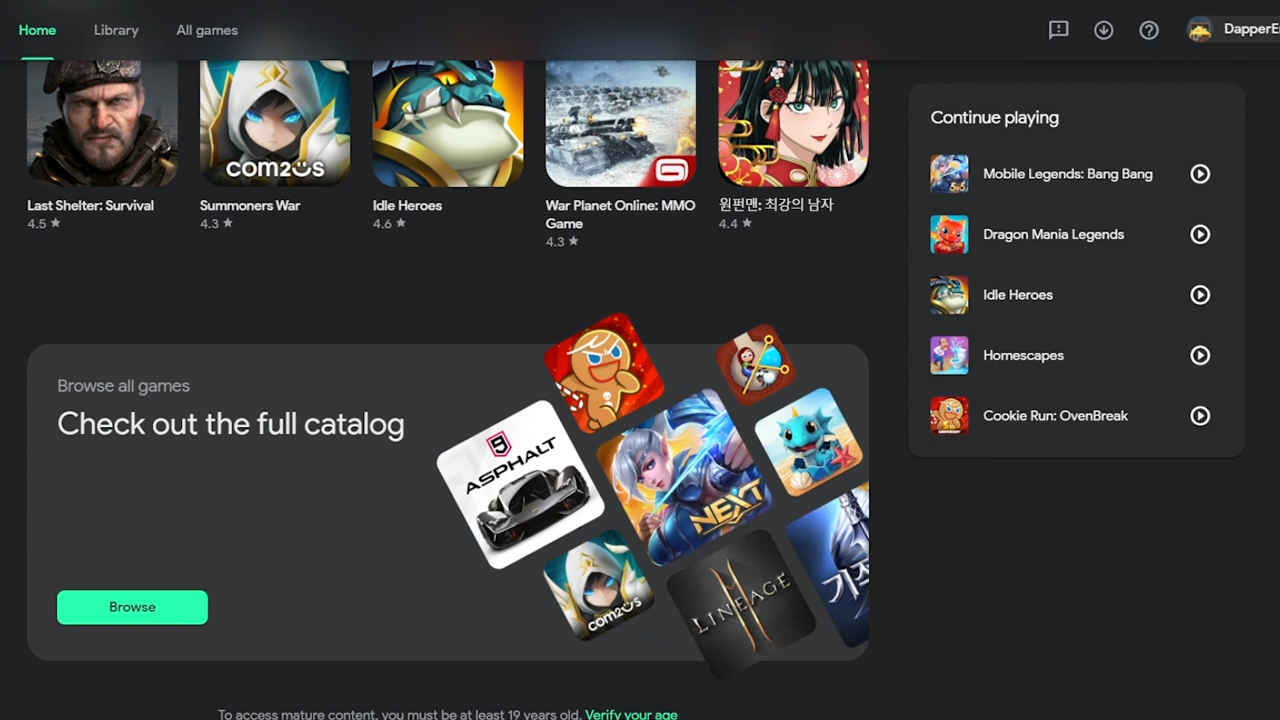 Home Library All games DapperEr
com2us
Last Shelter: Survival
4.5 ★
Summoners War
4.3 ★
Idle Heroes
4.6 ★
War Planet Online: MMO
Game
4.3 ★
원펀맨: 최강의 남자
4.4 ★
Continue playing
Mobile Legends: Bang Bang
Dragon Mania Legends
Idle Heroes
Homescapes
Cookie Run: OvenBreak
Browse all games
Check out the full catalog
Browse
9
ASPHALT
NEXT
com2us
LINEAGE
To access mature content, you must be at least 19 years old. Verify your age